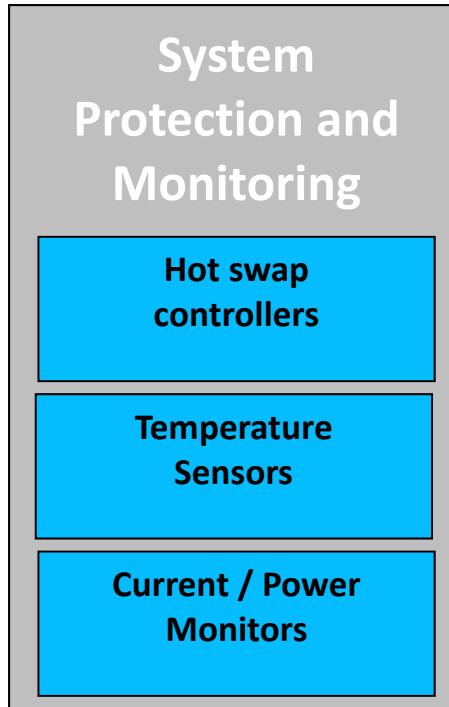 System
Protection and
Monitoring
Hot swap
controllers
Temperature
Sensors
Current / Power
Monitors